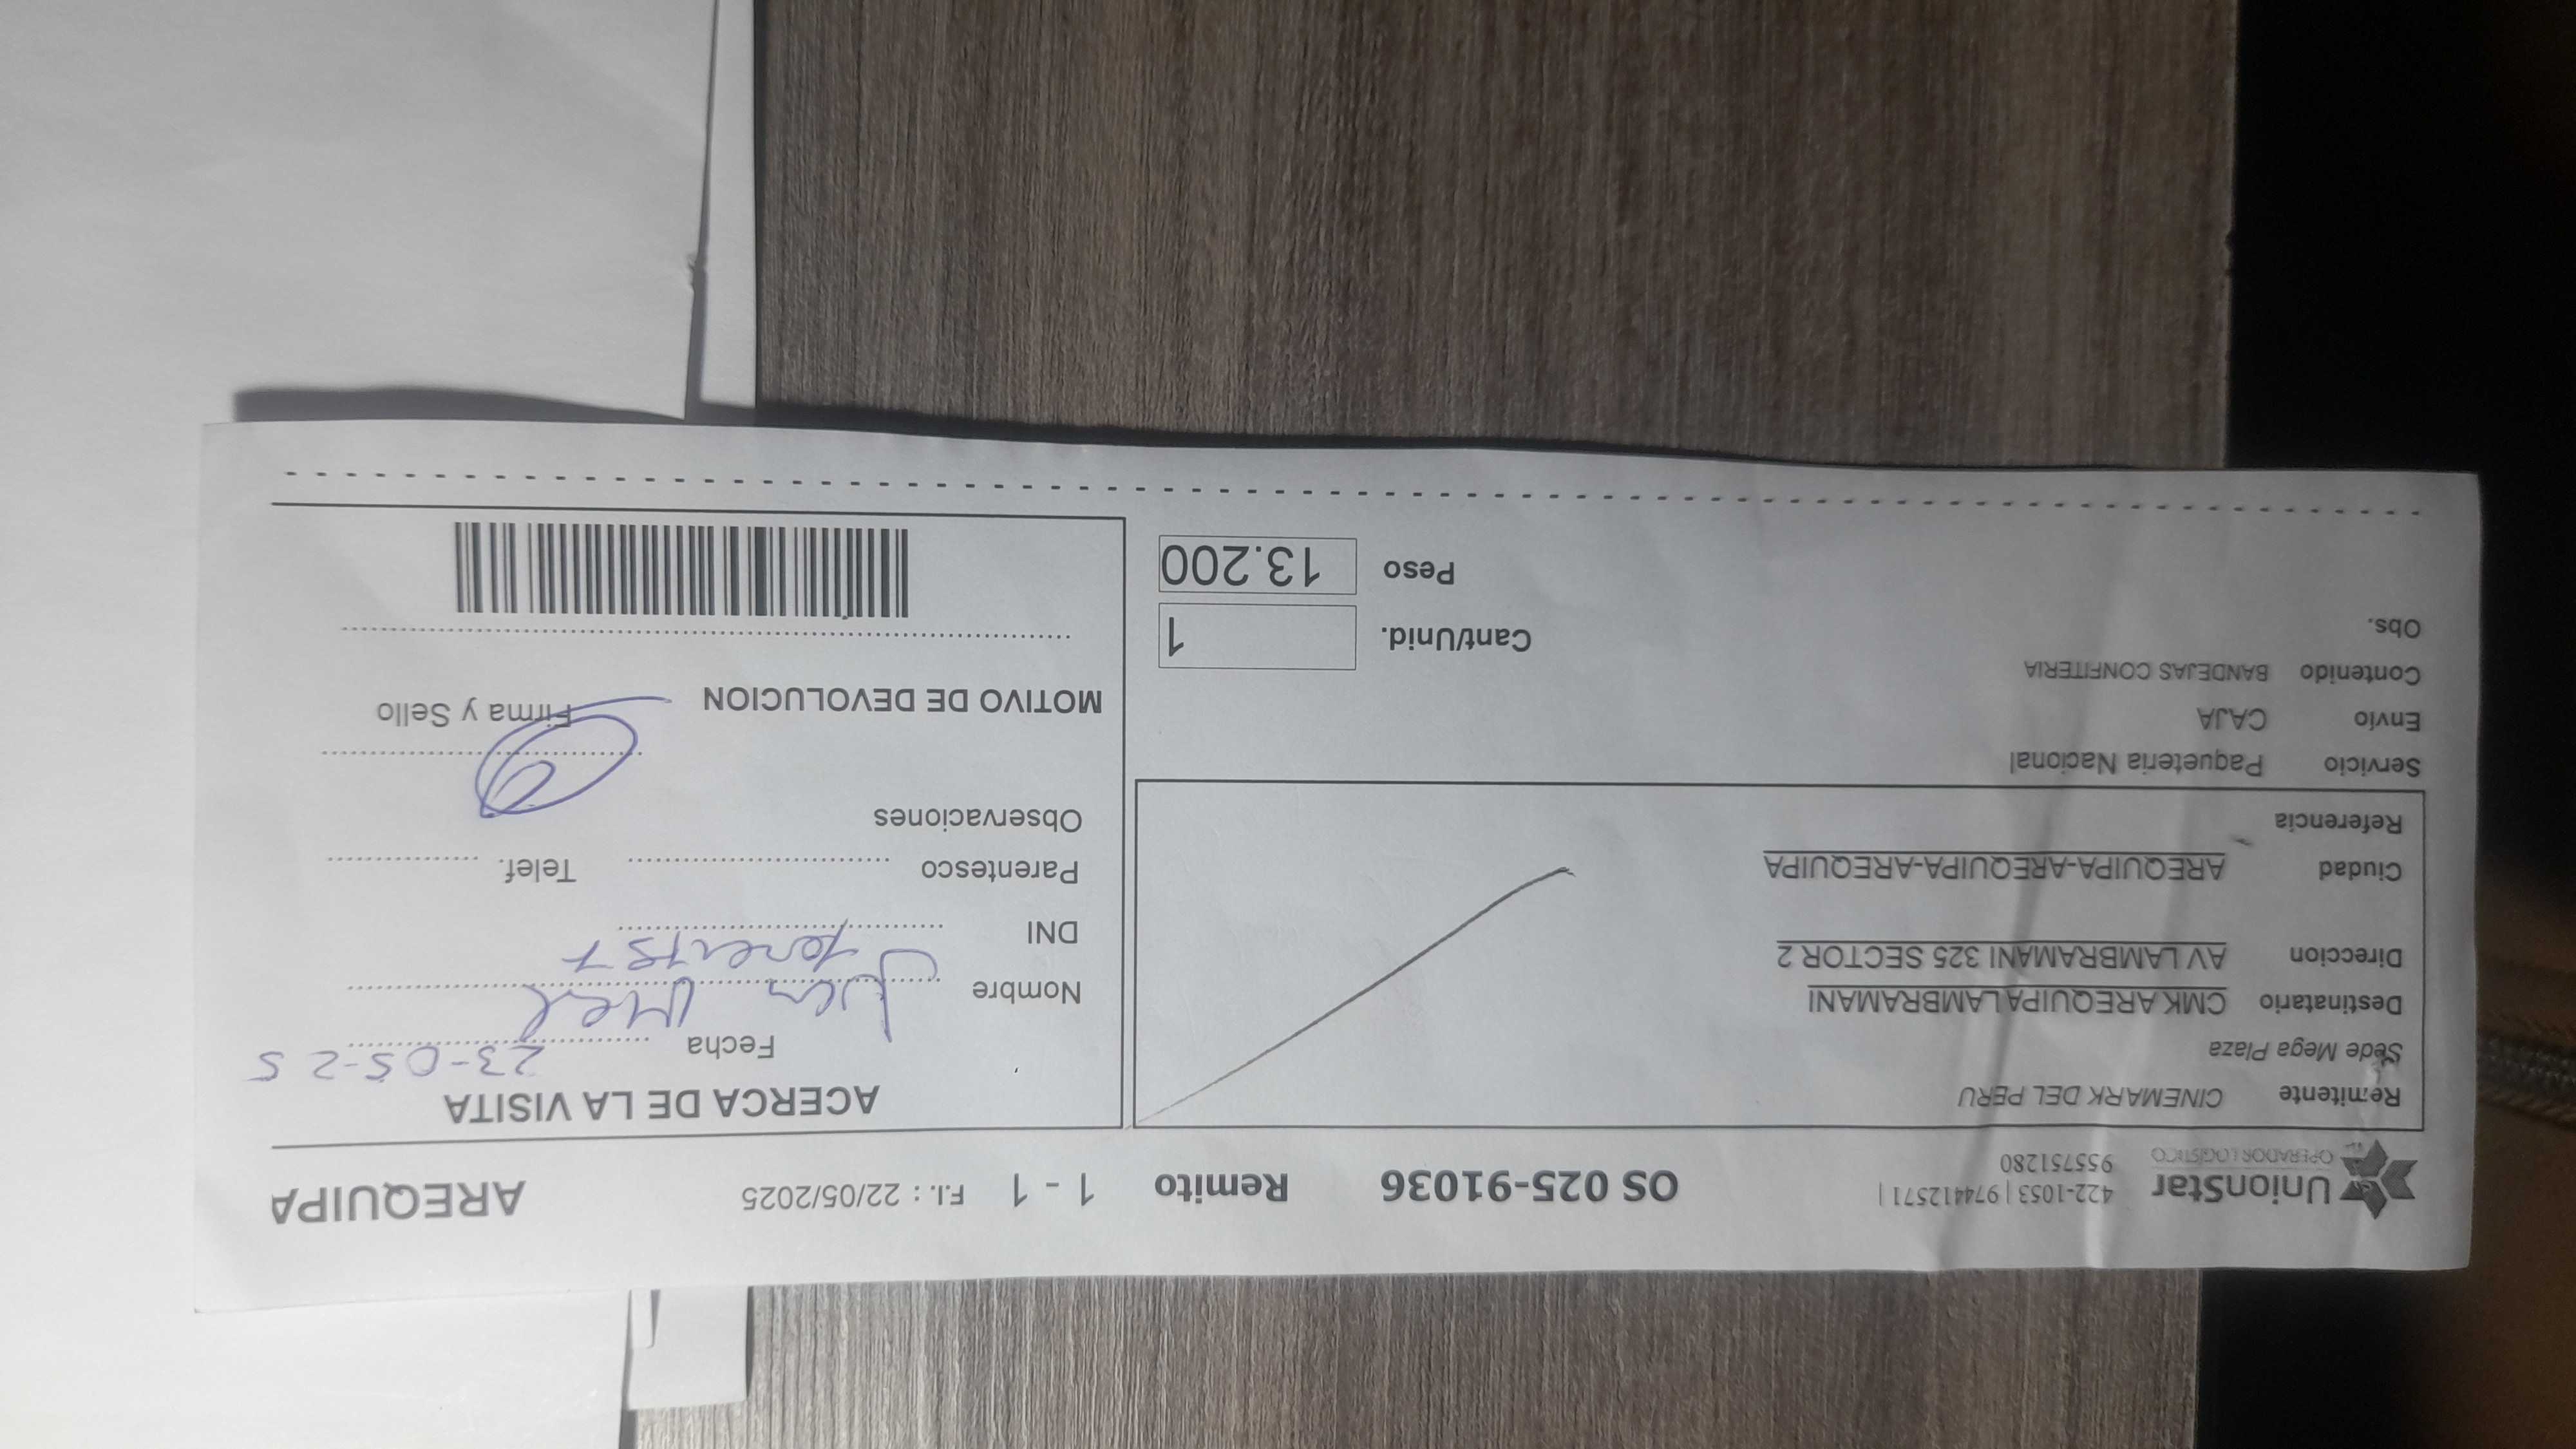 UnionStar
OPERADOR LOGÍSTICO
422-1053 | 974412571 |
955751280
OS 025-91036 Remito 1 - 1 F.I. : 22/05/2025 AREQUIPA
Remitente CINEMARK DEL PERU
Sede Mega Plaza
Destinatario CMK AREQUIPA LAMBRAMANI
Direccion AV LAMBRAMANI 325 SECTOR 2
Ciudad AREQUIPA-AREQUIPA-AREQUIPA
Referencia
Servicio Paqueteria Nacional
Envío CAJA
Contenido BANDEJAS CONFITERIA
Obs.
Cant/Unid. 1
Peso 13.200
ACERCA DE LA VISITA
Fecha 23-05-25
Nombre
DNI
Parentesco Telef.
Observaciones
Firma y Sello
MOTIVO DE DEVOLUCION